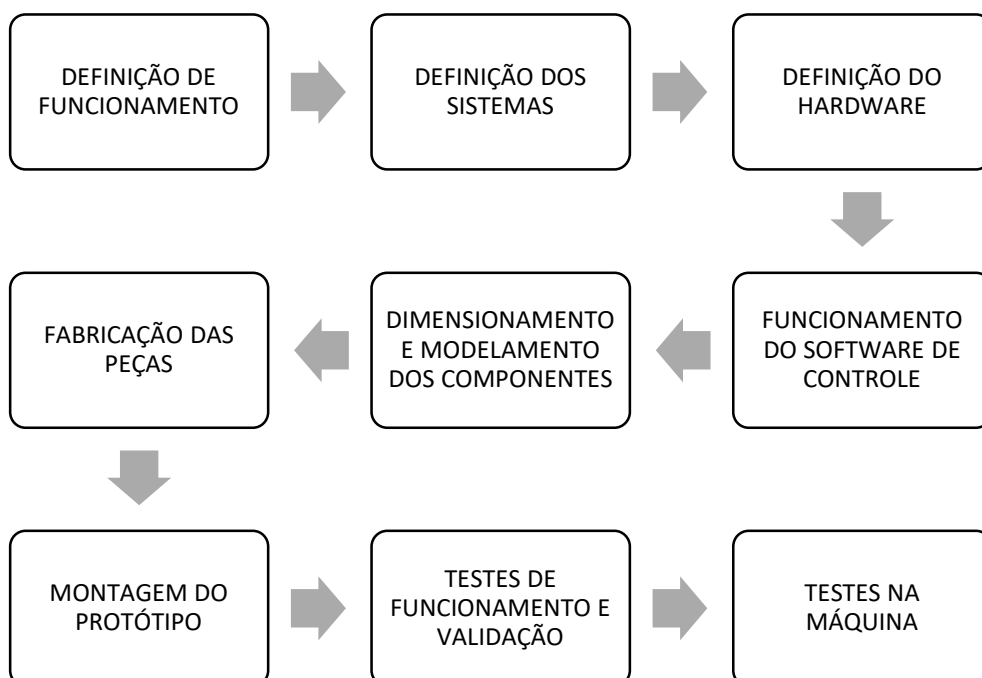 DEFINIÇÃO DE
FUNCIONAMENTO
DEFINIÇÃO DOS
SISTEMAS
DEFINIÇÃO DO
HARDWARE
FUNCIONAMENTO
DO SOFTWARE DE
CONTROLE
DIMENSIONAMENTO
E MODELAMENTO
DOS COMPONENTES
FABRICAÇÃO DAS
PEÇAS
MONTAGEM DO
PROTÓTIPO
TESTES DE
FUNCIONAMENTO E
VALIDAÇÃO
TESTES NA
MÁQUINA